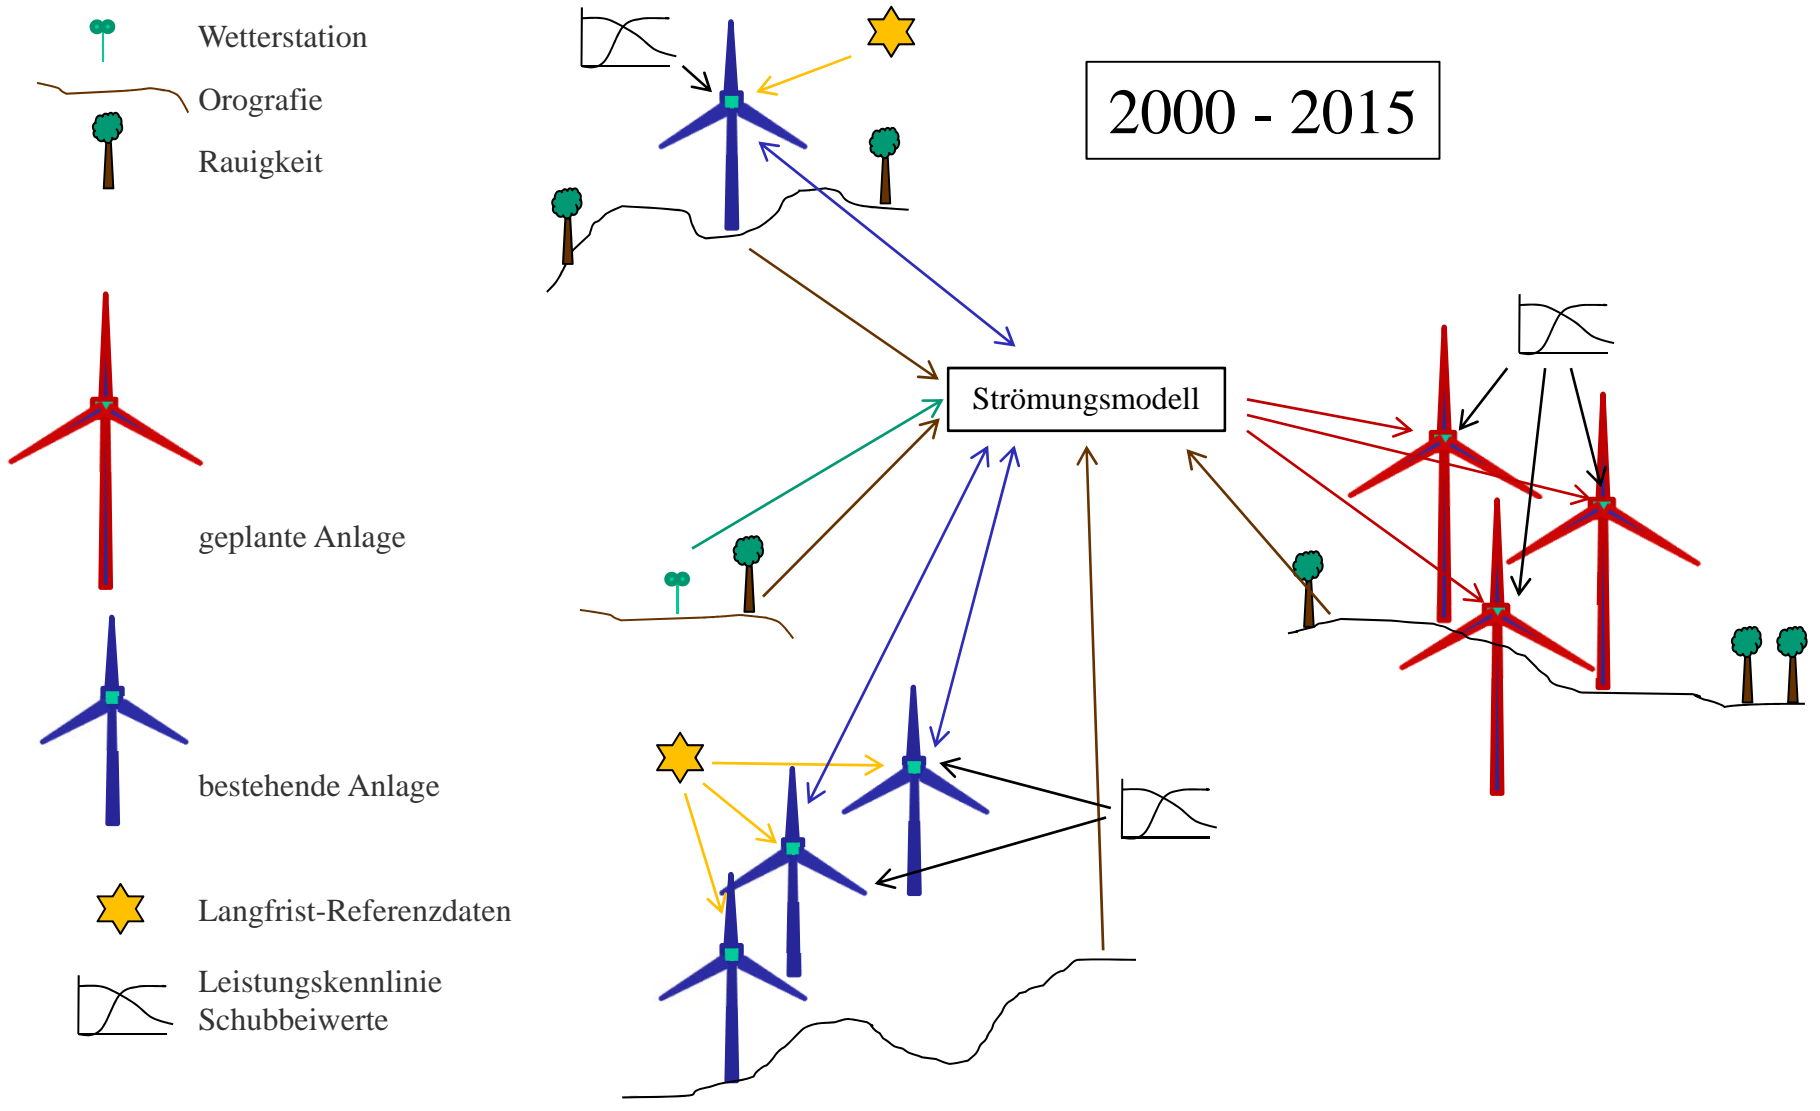 Wetterstation
Orografie
Rauigkeit
2000 - 2015
Strömungsmodell
geplante Anlage
bestehende Anlage
Langfrist-Referenzdaten
Leistungskennlinie
Schubbeiwerte